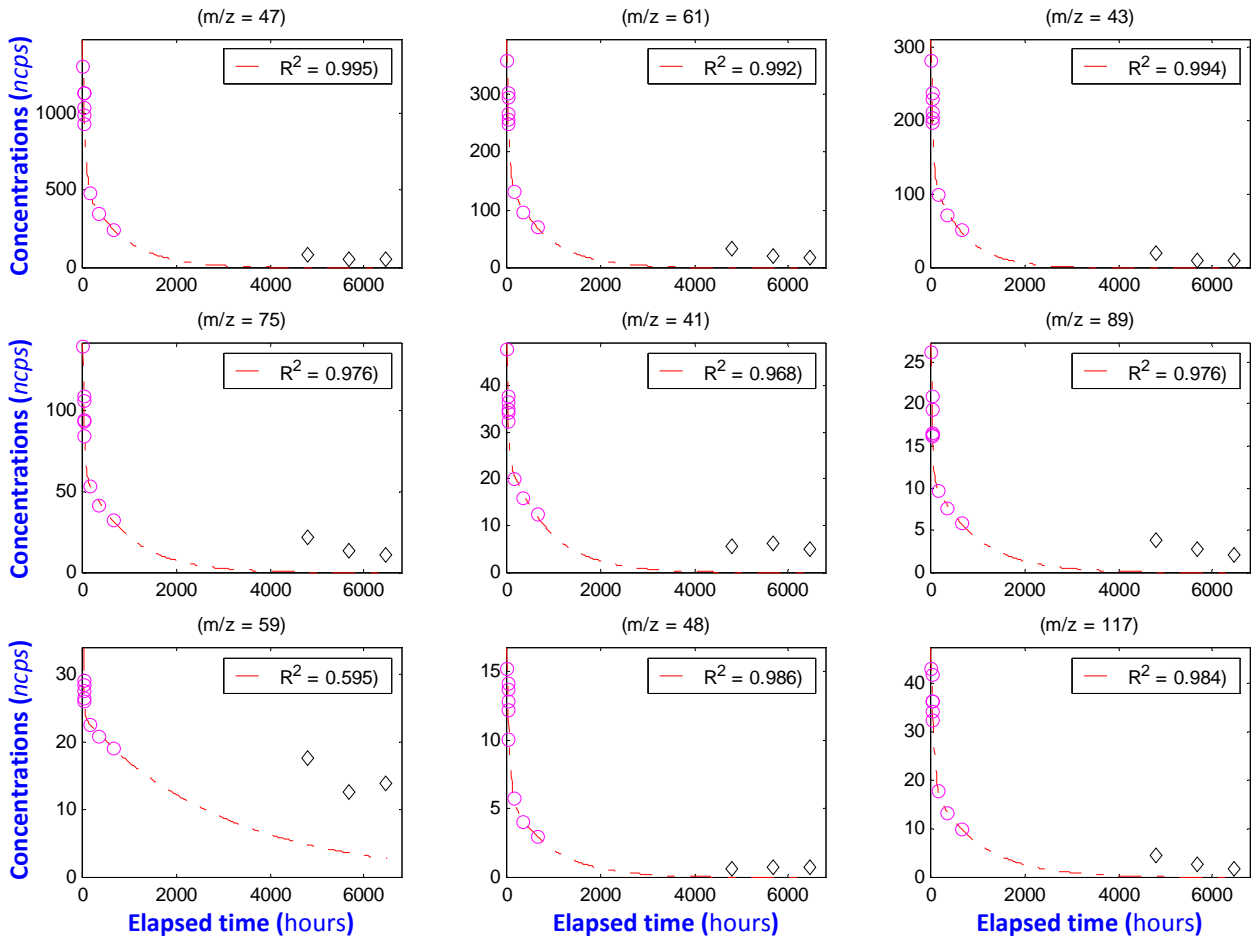 (m/z = 47) (m/z = 61) (m/z = 43)
Concentrations (ncps)
R² = 0.995) R² = 0.992) R² = 0.994)
1000
500
0
0 2000 4000 6000
300
200
100
0
0 2000 4000 6000
300
200
100
0
0 2000 4000 6000
(m/z = 75) (m/z = 41) (m/z = 89)
Concentrations (ncps)
R² = 0.976) R² = 0.968) R² = 0.976)
100
50
0
0 2000 4000 6000
40
30
20
10
0
0 2000 4000 6000
25
20
15
10
5
0
0 2000 4000 6000
(m/z = 59) (m/z = 48) (m/z = 117)
Concentrations (ncps)
R² = 0.595) R² = 0.986) R² = 0.984)
30
20
10
0
0 2000 4000 6000
15
10
5
0
0 2000 4000 6000
40
30
20
10
0
0 2000 4000 6000
Elapsed time (hours) Elapsed time (hours) Elapsed time (hours)